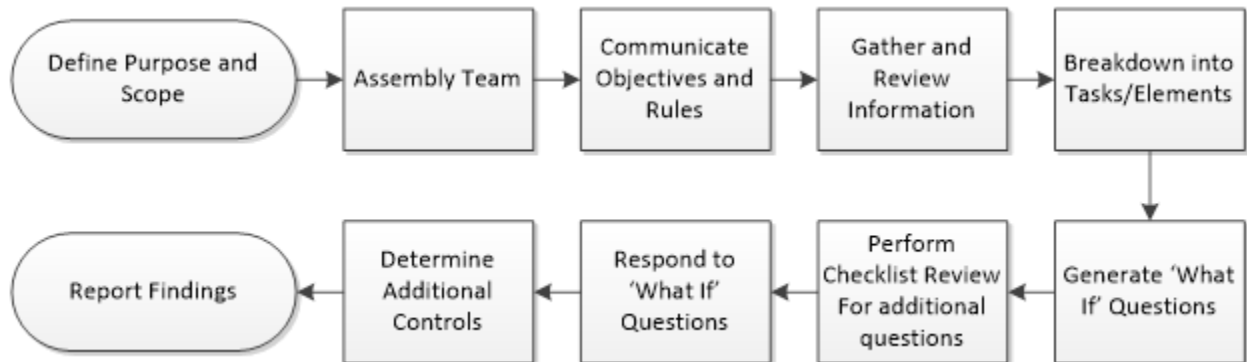 Define Purpose and
Scope
Assembly Team
Communicate
Objectives and
Rules
Gather and
Review
Information
Breakdown into
Tasks/Elements
Generate ‘What
If’ Questions
Perform
Checklist Review
For additional
questions
Respond to
‘What If’
Questions
Determine
Additional
Controls
Report Findings